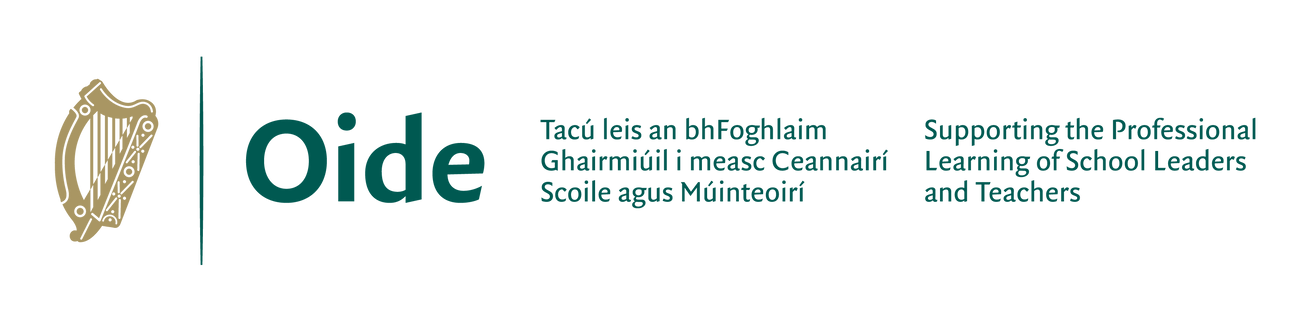 Oide
Tacú leis an bhFoghlaim
Ghairmiúil i measc Ceannairí
Scoile agus Múinteoirí
Supporting the Professional
Learning of School Leaders
and Teachers